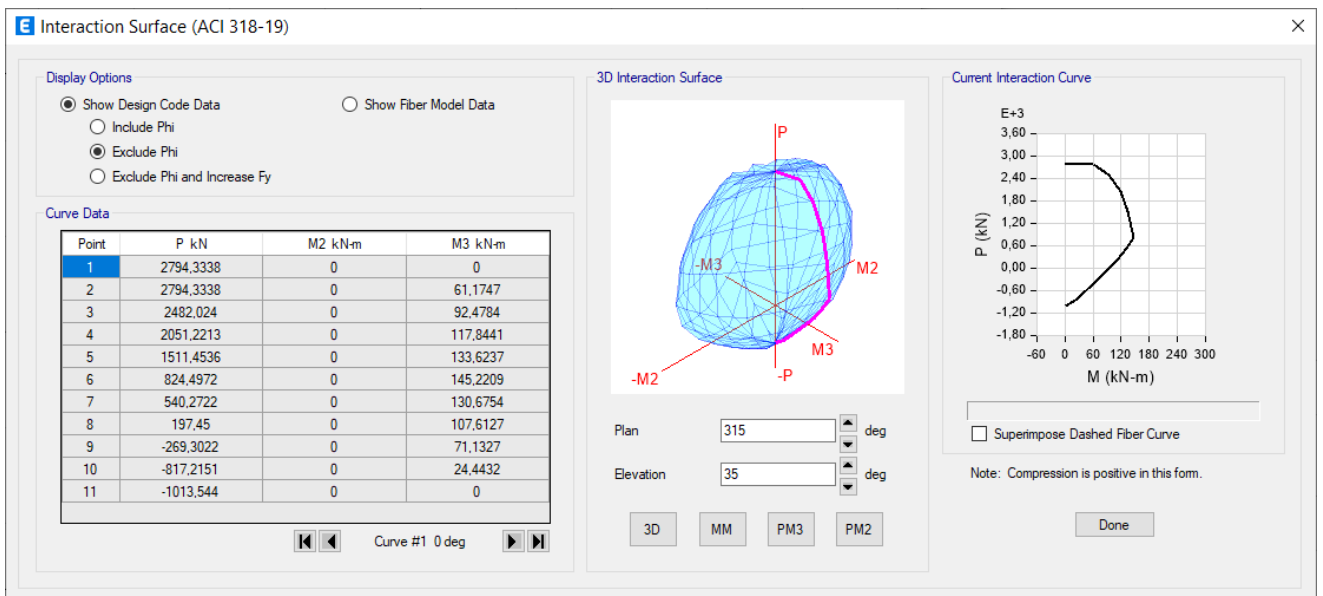 E Interaction Surface (ACI 318-19)
Display Options
Show Design Code Data Show Fiber Model Data
Include Phi
Exclude Phi
Exclude Phi and Increase Fy
Curve Data
Point P kN M2 kN-m M3 kN-m
1 2794,3338 0 0
2 2794,3338 0 61,1747
3 2482,024 0 92,4784
4 2051,2213 0 117,8441
5 1511,4536 0 133,6237
6 824,4972 0 145,2209
7 540,2722 0 130,6754
8 197,45 0 107,6127
9 -269,3022 0 71,1327
10 -817,2151 0 24,4432
11 -1013,544 0 0
Curve #1 0 deg
3D Interaction Surface
P
-M3
M2
M3
-M2
-P
Plan 315 deg
Elevation 35 deg
3D MM PM3 PM2
Current Interaction Curve
E+3
3,60
3,00
2,40
1,80
1,20
0,60
0,00
-0,60
-1,20
-1,80
P (kN)
-60 0 60 120 180 240 300
M (kN-m)
Superimpose Dashed Fiber Curve
Note: Compression is positive in this form.
Done